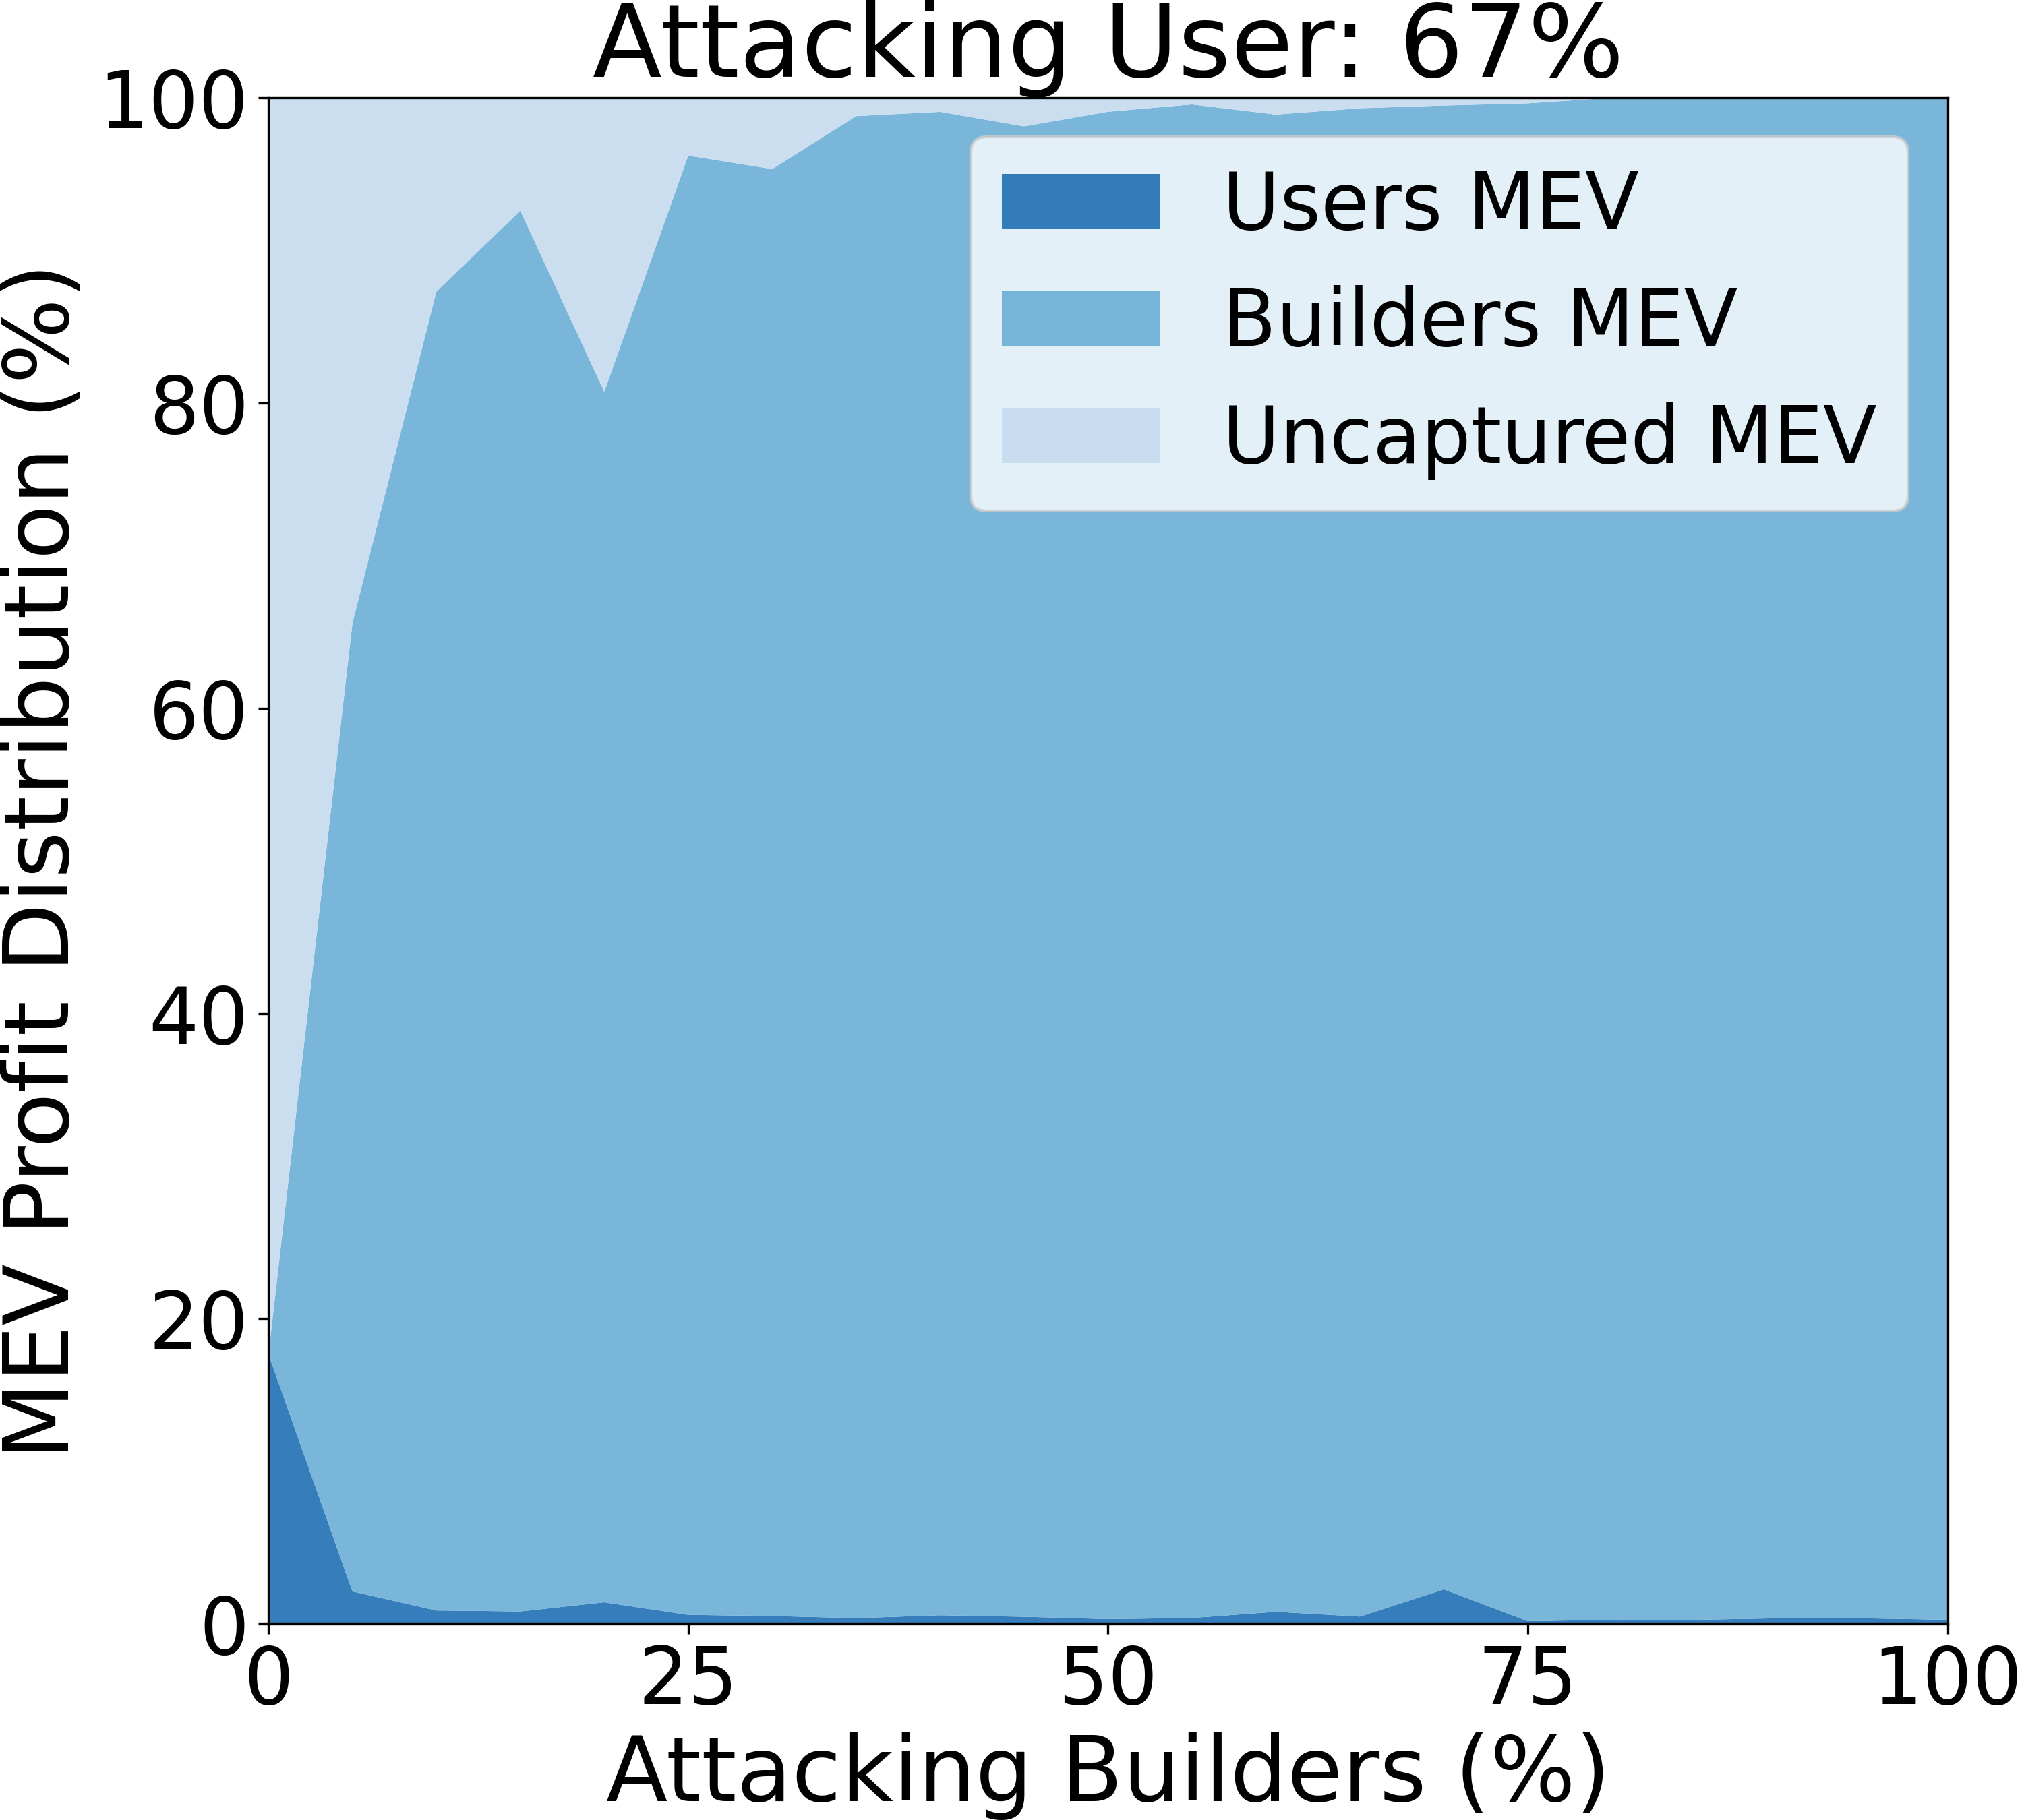 Attacking User: 67%
MEV Profit Distribution (%)
100
80
60
40
20
0
Users MEV
Builders MEV
Uncaptured MEV
0
25
50
75
100
Attacking Builders (%)